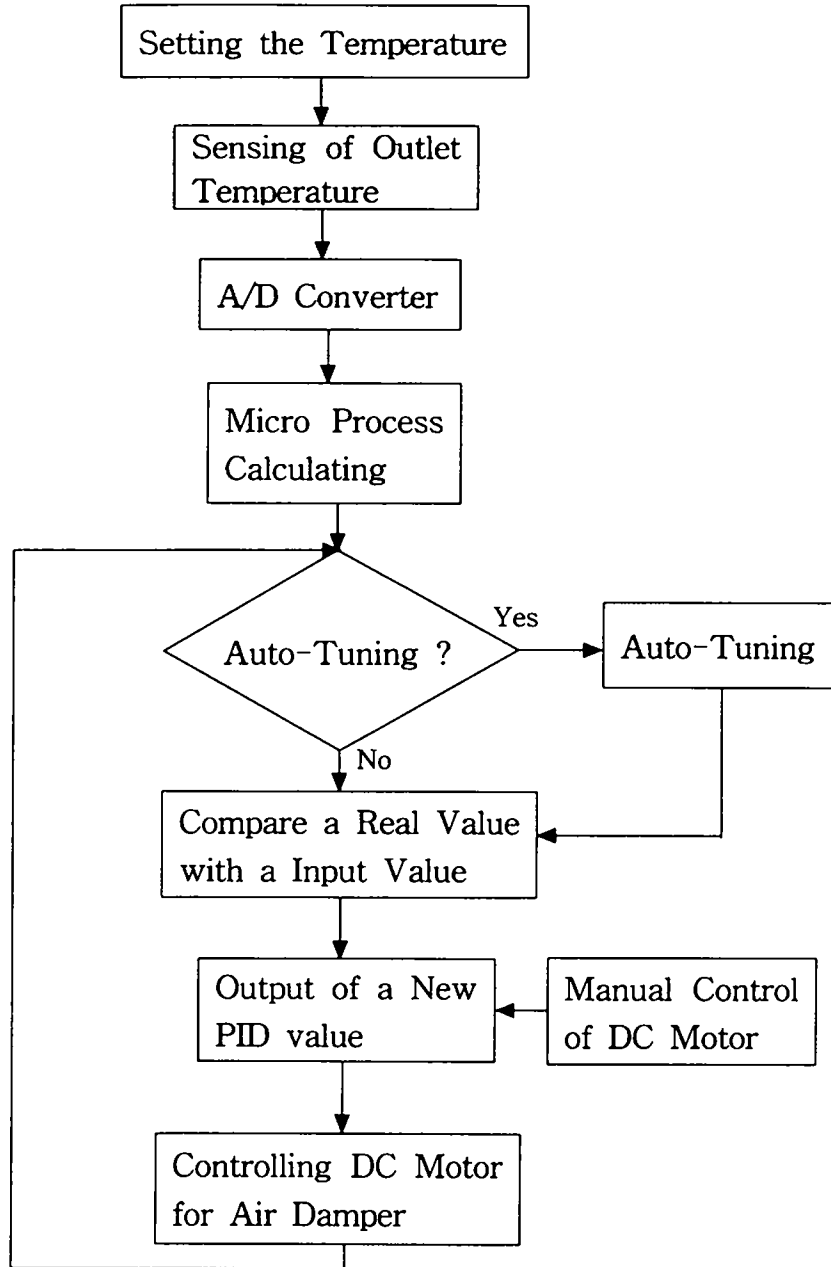 Setting the Temperature
Sensing of Outlet
Temperature
A/D Converter
Micro Process
Calculating
Auto-Tuning ?
Yes
Auto-Tuning
No
Compare a Real Value
with a Input Value
Output of a New
PID value
Manual Control
of DC Motor
Controlling DC Motor
for Air Damper